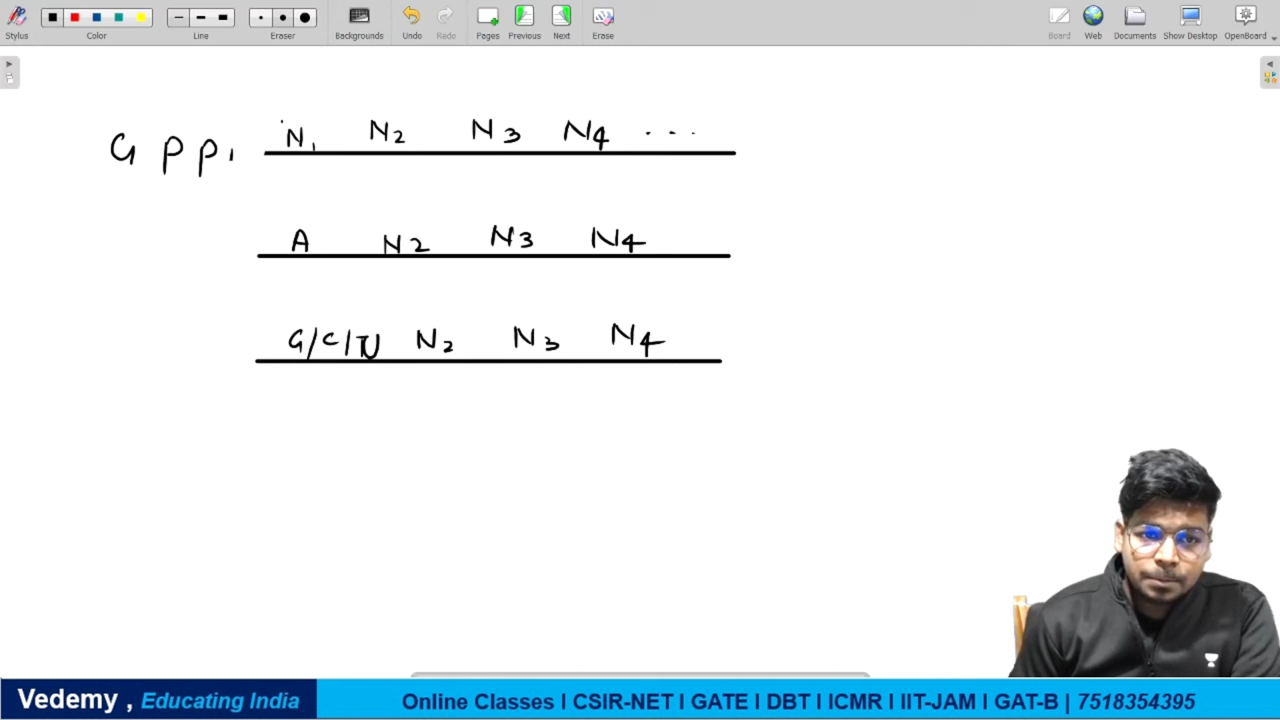 Stylus Color Line Eraser Backgrounds Undo Redo Pages Previous Next Erase Board Web Documents Show Desktop OpenBoard
G p p. N1 N2 N3 N4 ...
A N2 N3 N4
G/C/U N2 N3 N4
Vedemy , Educating India
Online Classes I CSIR-NET I GATE I DBT I ICMR I IIT-JAM I GAT-B | 7518354395